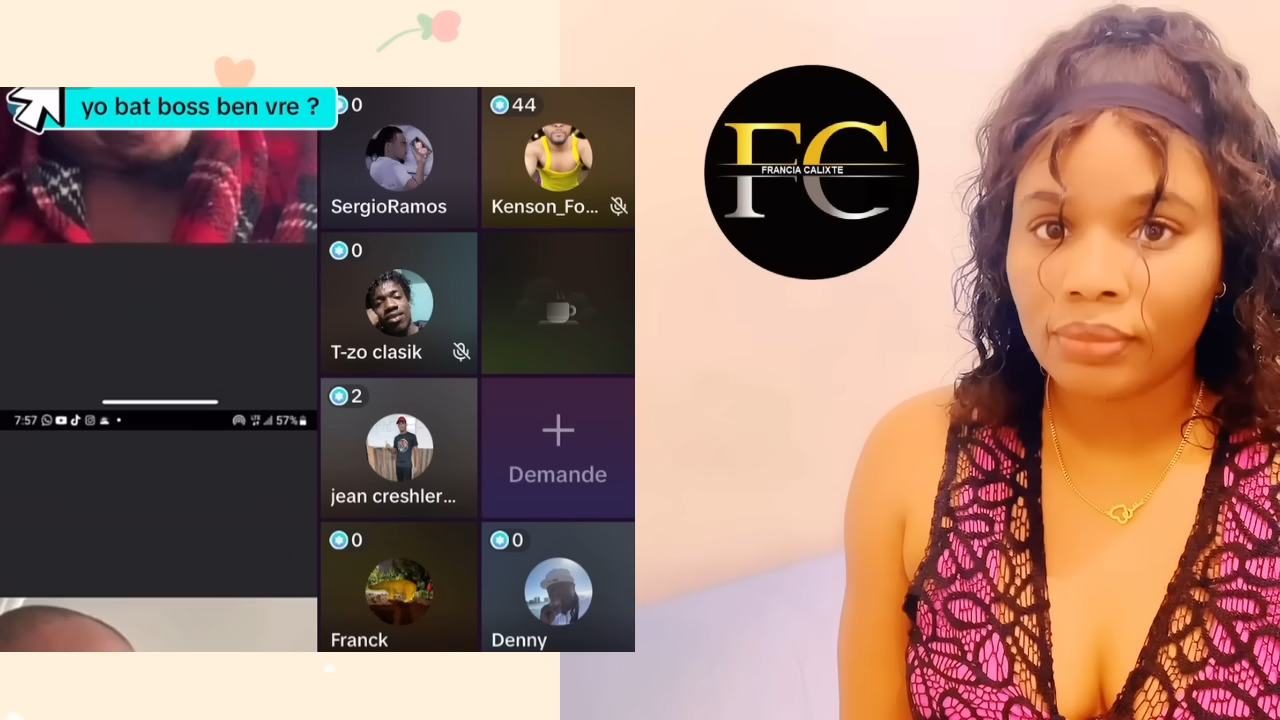 yo bat boss ben vre ?
0
44
SergioRamos
Kenson_Fo...
0
T-zo clasik
2
jean creshler...
Demande
7:57
LTE
57%
0
0
Franck
Denny
FC
FRANCIA CALIXTE